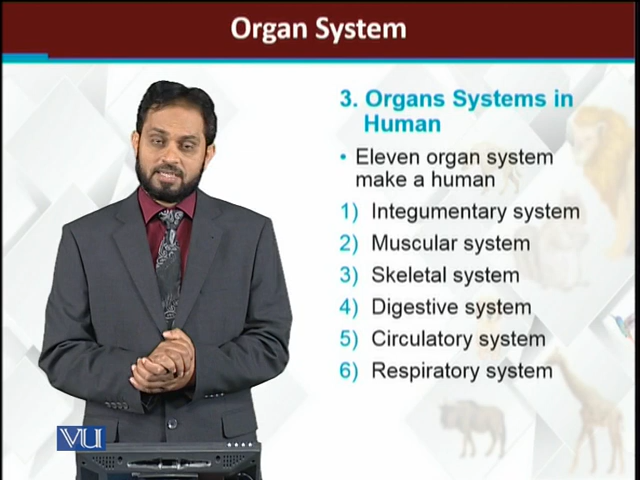 Organ System
3. Organs Systems in
Human
• Eleven organ system
make a human
1) Integumentary system
2) Muscular system
3) Skeletal system
4) Digestive system
5) Circulatory system
6) Respiratory system
VU